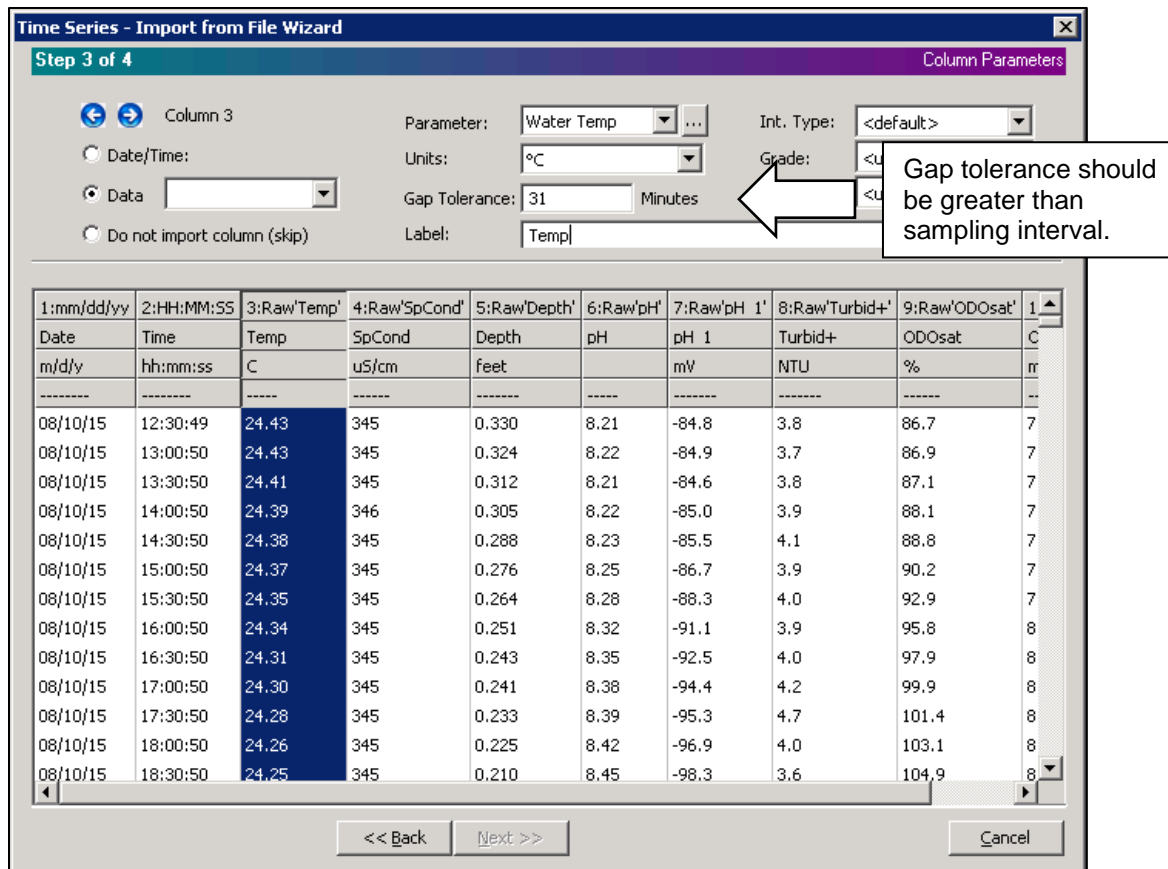 Time Series - Import from File Wizard
Step 3 of 4 Column Parameters
Column 3 Parameter: Water Temp ... Int. Type: <default>
Date/Time: Units: °C Grade: <u
Data Gap Tolerance: 31 Minutes <u
Do not import column (skip) Label: Temp
Gap tolerance should
be greater than
sampling interval.
1:mm/dd/yy 2:HH:MM:SS 3:Raw'Temp' 4:Raw'SpCond' 5:Raw'Depth' 6:Raw'pH' 7:Raw'pH 1' 8:Raw'Turbid+' 9:Raw'ODOsat' 1
Date Time Temp SpCond Depth pH pH 1 Turbid+ ODOsat
m/d/y hh:mm:ss C uS/cm feet mV NTU %
-------- -------- ----- ------ ------- ----- ------- ------- ------ --
08/10/15 12:30:49 24.43 345 0.330 8.21 -84.8 3.8 86.7 7
08/10/15 13:00:50 24.43 345 0.324 8.22 -84.9 3.7 86.9 7
08/10/15 13:30:50 24.41 345 0.312 8.21 -84.6 3.8 87.1 7
08/10/15 14:00:50 24.39 346 0.305 8.22 -85.0 3.9 88.1 7
08/10/15 14:30:50 24.38 345 0.288 8.23 -85.5 4.1 88.8 7
08/10/15 15:00:50 24.37 345 0.276 8.25 -86.7 3.9 90.2 7
08/10/15 15:30:50 24.35 345 0.264 8.28 -88.3 4.0 92.9 7
08/10/15 16:00:50 24.34 345 0.251 8.32 -91.1 3.9 95.8 8
08/10/15 16:30:50 24.31 345 0.243 8.35 -92.5 4.0 97.9 8
08/10/15 17:00:50 24.30 345 0.241 8.38 -94.4 4.2 99.9 8
08/10/15 17:30:50 24.28 345 0.233 8.39 -95.3 4.7 101.4 8
08/10/15 18:00:50 24.26 345 0.225 8.42 -96.9 4.0 103.1 8
08/10/15 18:30:50 24.25 345 0.210 8.45 -98.3 3.6 104.9 8
<< Back Next >> Cancel